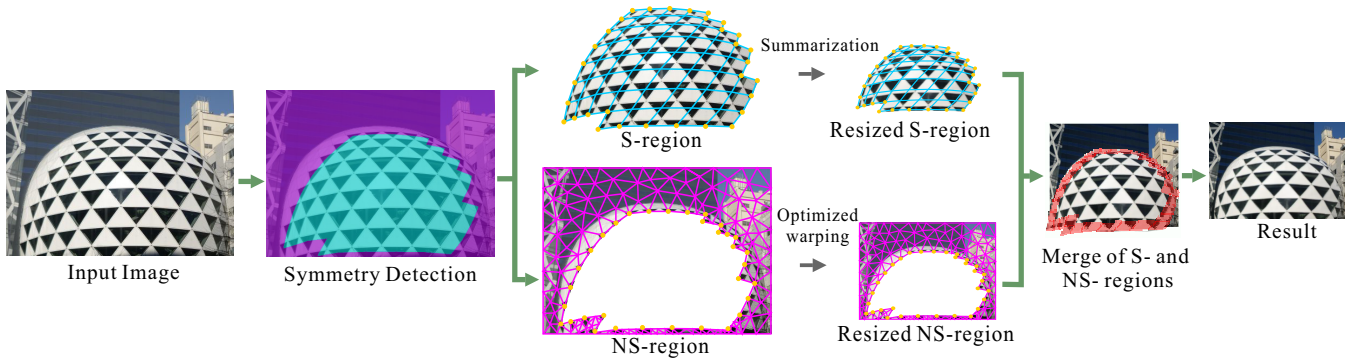 Input Image
Symmetry Detection
S-region
Summarization
Resized S-region
NS-region
Optimized
warping
Resized NS-region
Merge of S- and
NS- regions
Result